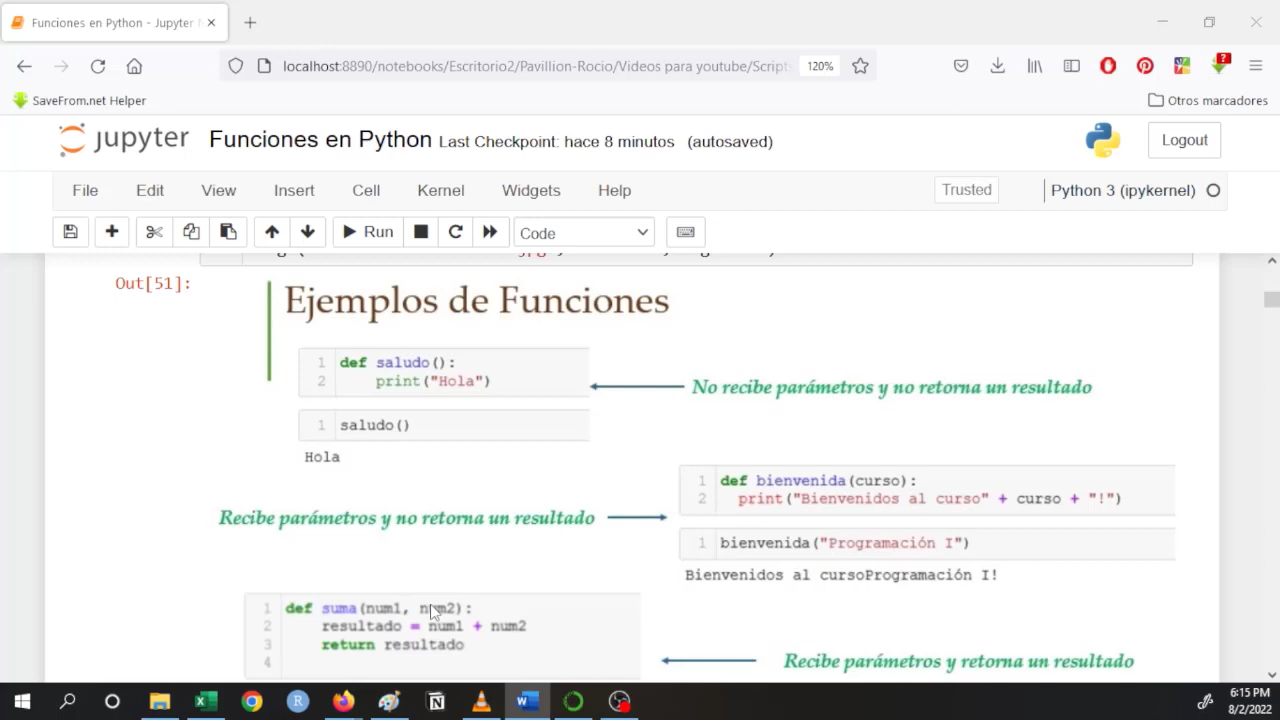 Funciones en Python - Jupyter
localhost:8890/notebooks/Escritorio2/Pavillion-Rocio/Videos para youtube/Scripts
120%
SaveFrom.net Helper
Otros marcadores
jupyter Funciones en Python Last Checkpoint: hace 8 minutos (autosaved)
Logout
File Edit View Insert Cell Kernel Widgets Help
Trusted
Python 3 (ipykernel)
Run
Code
Out[51]:
Ejemplos de Funciones
1 def saludo():
2 print("Hola")
No recibe parámetros y no retorna un resultado
1 saludo()
Hola
1 def bienvenida(curso):
2 print("Bienvenidos al curso" + curso + "!")
Recibe parámetros y no retorna un resultado
1 bienvenida("Programación I")
Bienvenidos al cursoProgramación I!
1 def suma(num1, num2):
2 resultado = num1 + num2
3 return resultado
4
Recibe parámetros y retorna un resultado
6:15 PM
8/2/2022